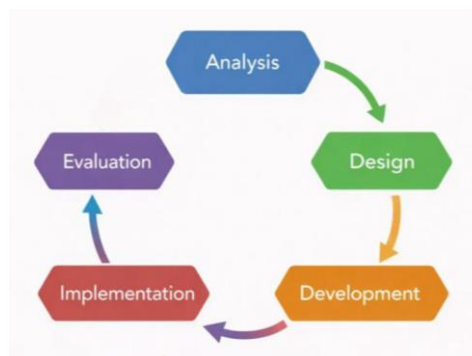 Analysis
Design
Development
Implementation
Evaluation